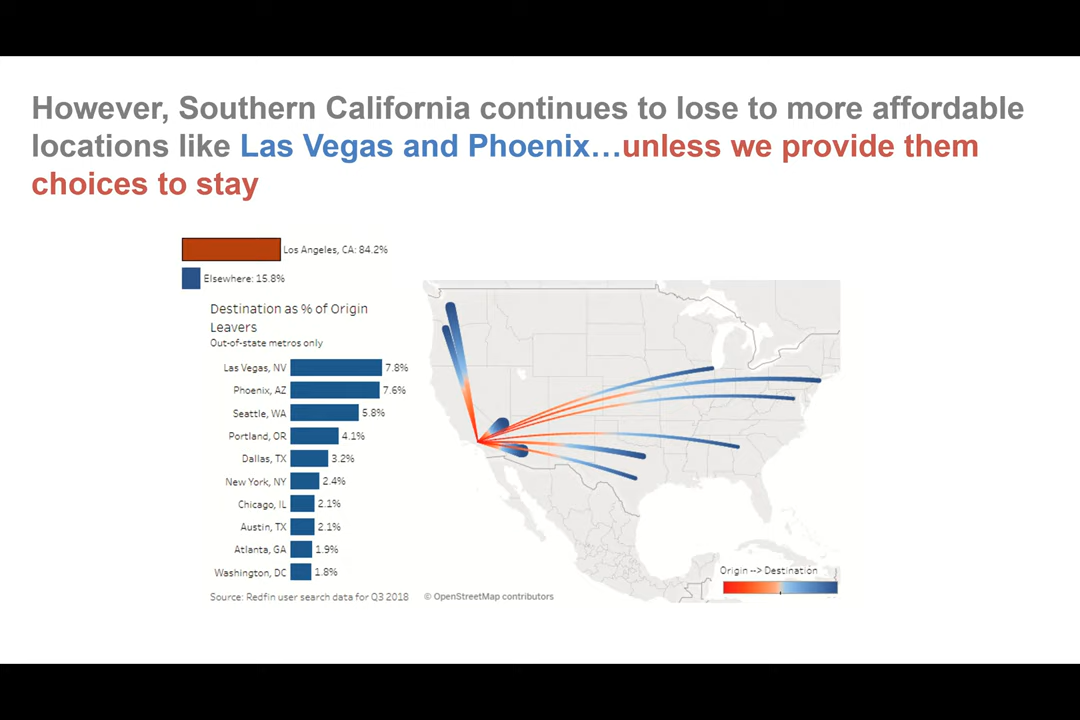 However, Southern California continues to lose to more affordable
locations like Las Vegas and Phoenix…unless we provide them
choices to stay
Los Angeles, CA: 84.2%
Elsewhere: 15.8%
Destination as % of Origin
Leavers
Out-of-state metros only
Las Vegas, NV 7.8%
Phoenix, AZ 7.6%
Seattle, WA 5.8%
Portland, OR 4.1%
Dallas, TX 3.2%
New York, NY 2.4%
Chicago, IL 2.1%
Austin, TX 2.1%
Atlanta, GA 1.9%
Washington, DC 1.8%
Origin --> Destination
Source: Redfin user search data for Q3 2018
© OpenStreetMap contributors